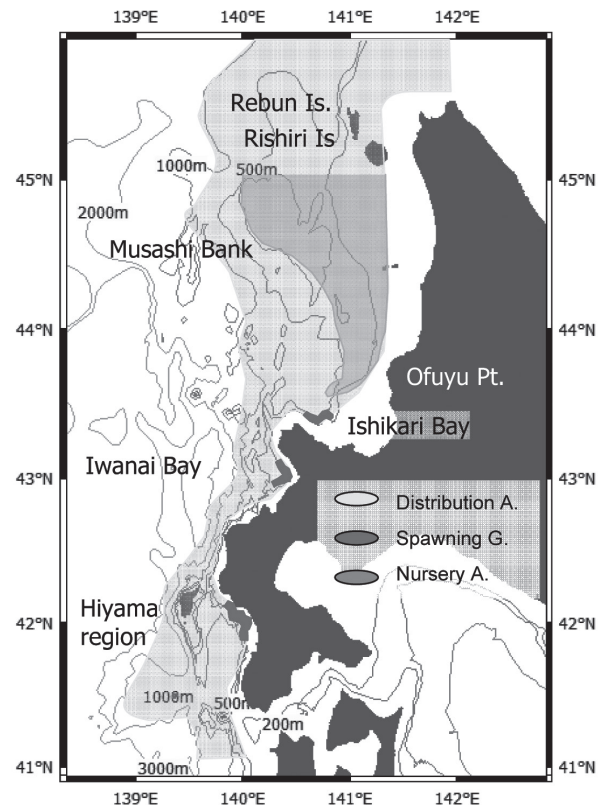 139°E 140°E 141°E 142°E
Rebun Is.
Rishiri Is
1000m
500m
45°N 45°N
2000m
Musashi Bank
44°N 44°N
Ofuyu Pt.
Ishikari Bay
Iwanai Bay
43°N 43°N
Distribution A.
Spawning G.
Nursery A.
Hiyama
region
42°N 42°N
1000m
500m
200m
3000m
41°N 41°N
139°E 140°E 141°E 142°E